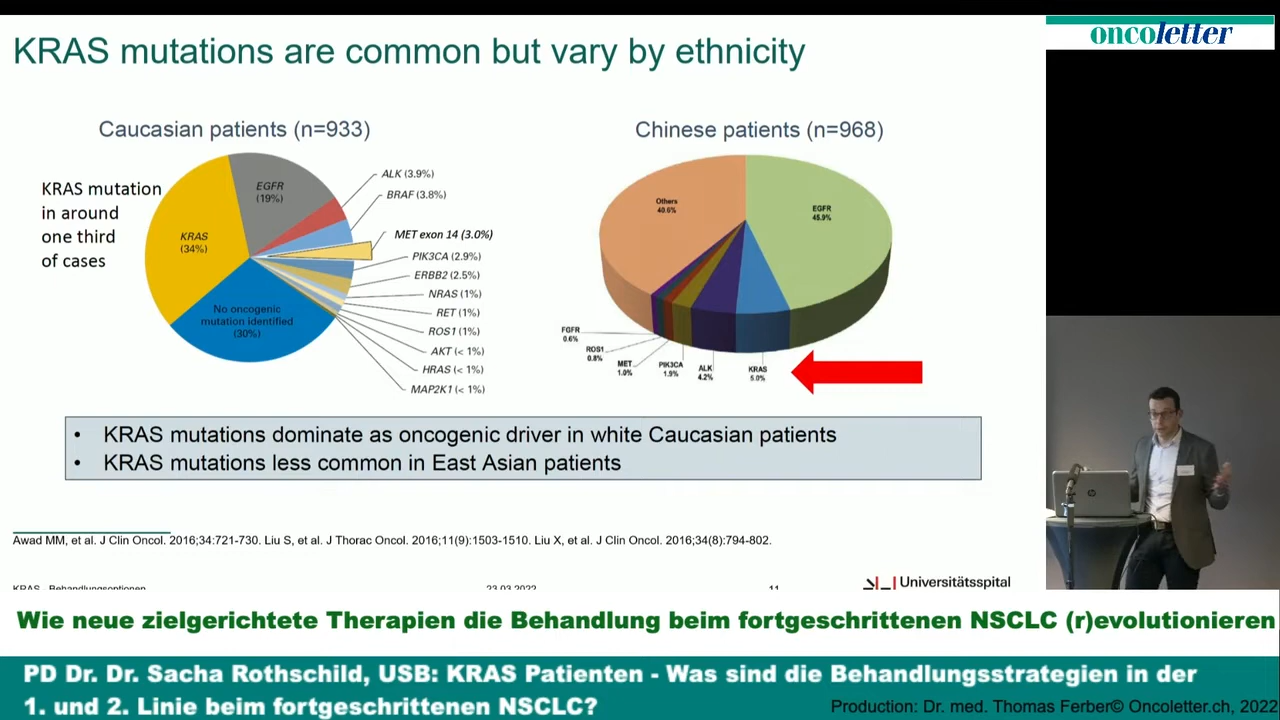 KRAS mutations are common but vary by ethnicity
oncoletter
Caucasian patients (n=933)
KRAS mutation
in around
one third
of cases
EGFR
(19%)
KRAS
(34%)
No oncogenic
mutation identified
(30%)
ALK (3.9%)
BRAF (3.8%)
MET exon 14 (3.0%)
PIK3CA (2.9%)
ERBB2 (2.5%)
NRAS (1%)
RET (1%)
ROS1 (1%)
AKT (< 1%)
HRAS (< 1%)
MAP2K1 (< 1%)
Chinese patients (n=968)
Others
40.6%
EGFR
45.9%
FGFR
0.6%
ROS1
0.8%
MET
1.0%
PIK3CA
1.9%
ALK
4.2%
KRAS
5.0%
• KRAS mutations dominate as oncogenic driver in white Caucasian patients
• KRAS mutations less common in East Asian patients
Awad MM, et al. J Clin Oncol. 2016;34:721-730. Liu S, et al. J Thorac Oncol. 2016;11(9):1503-1510. Liu X, et al. J Clin Oncol. 2016;34(8):794-802.
KRAS - Behandlungsoptionen 23.03.2022 11
Universitätsspital
hp
Wie neue zielgerichtete Therapien die Behandlung beim fortgeschrittenen NSCLC (r)evolutionieren
PD Dr. Dr. Sacha Rothschild, USB: KRAS Patienten - Was sind die Behandlungsstrategien in der
1. und 2. Linie beim fortgeschrittenen NSCLC?
Production: Dr. med. Thomas Ferber© Oncoletter.ch, 2022